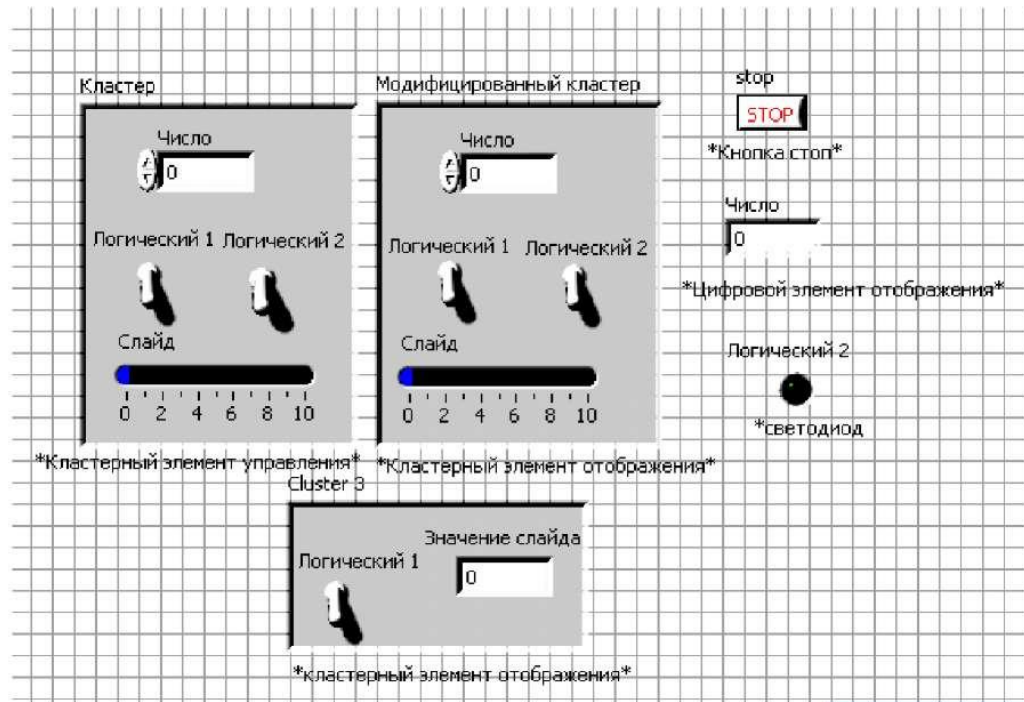 Кластер
Число
0
Логический 1 Логический 2
Слайд
0 2 4 6 8 10
*Кластерный элемент управления*
Модифицированный кластер
Число
0
Логический 1 Логический 2
Слайд
0 2 4 6 8 10
*Кластерный элемент отображения*
stop
STOP
*Кнопка стоп*
Число
0
*Цифровой элемент отображения*
Логический 2
*светодиод
Cluster 3
Значение слайда
Логический 1
0
*кластерный элемент отображения*